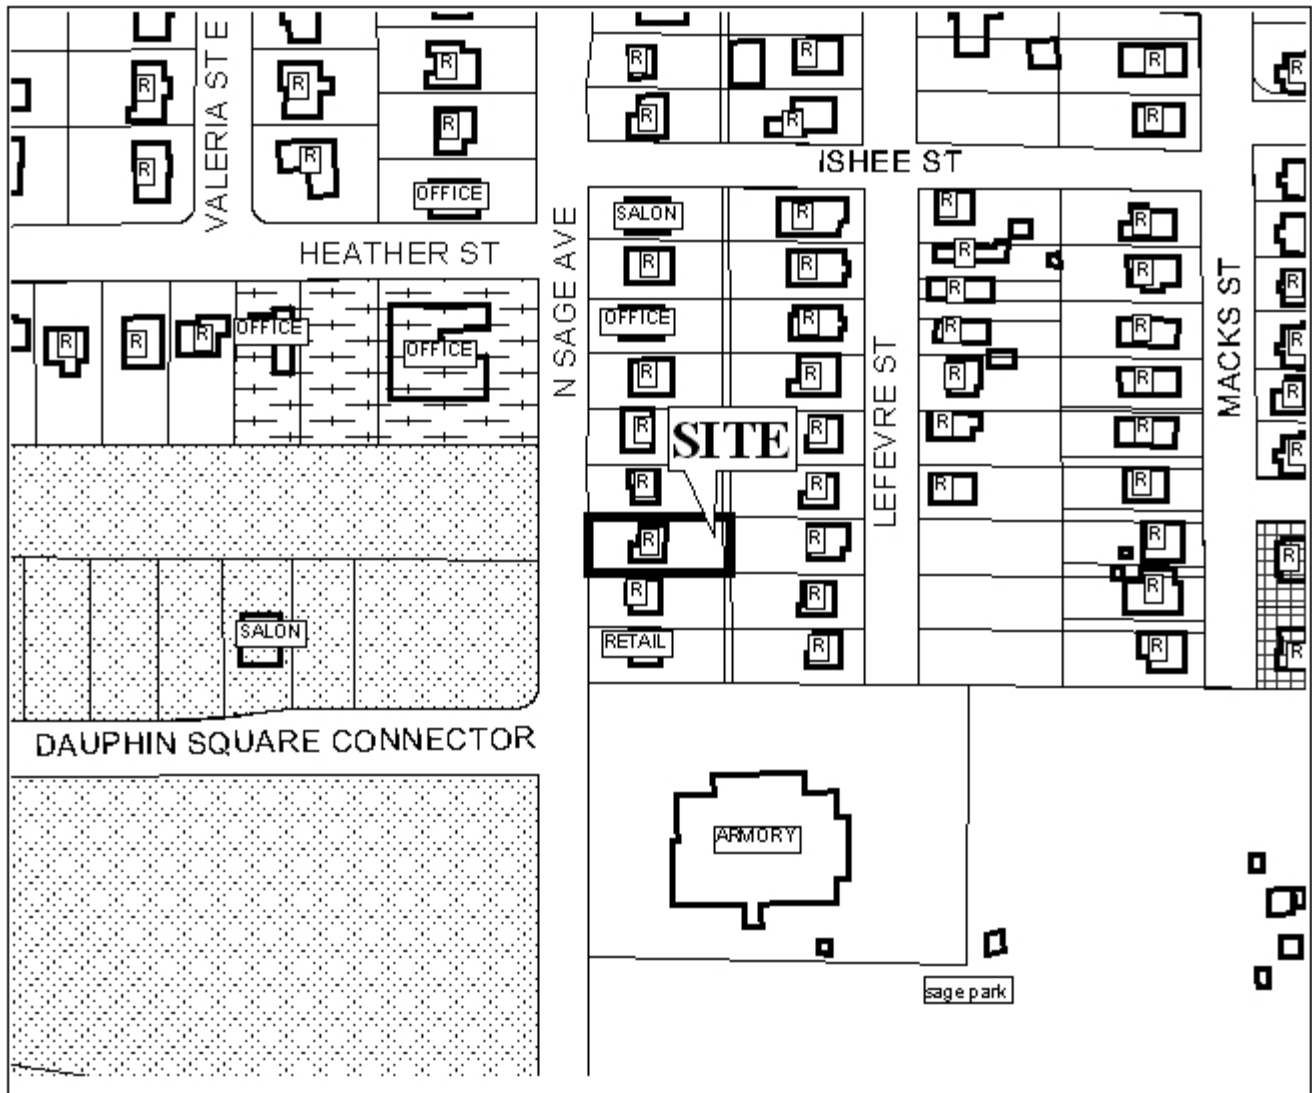 R
R
R
R
R
R
R
R
R
R
R
R
VALERIA ST E
ISHEE ST
R
R
OFFICE
SALON
R
R
R
N SAGE AVE
HEATHER ST
R
R
R
R
R
MACKS ST
R
OFFICE
R
R
R
R
R
R
OFFICE
R
R
OFFICE
LEFEVRE ST
R
R
R
R
R
R
R
R
R
R
SITE
R
R
R
R
R
R
R
R
R
R
R
R
SALON
RETAIL
R
R
R
DAUPHIN SQUARE CONNECTOR
ARMORY
sage park